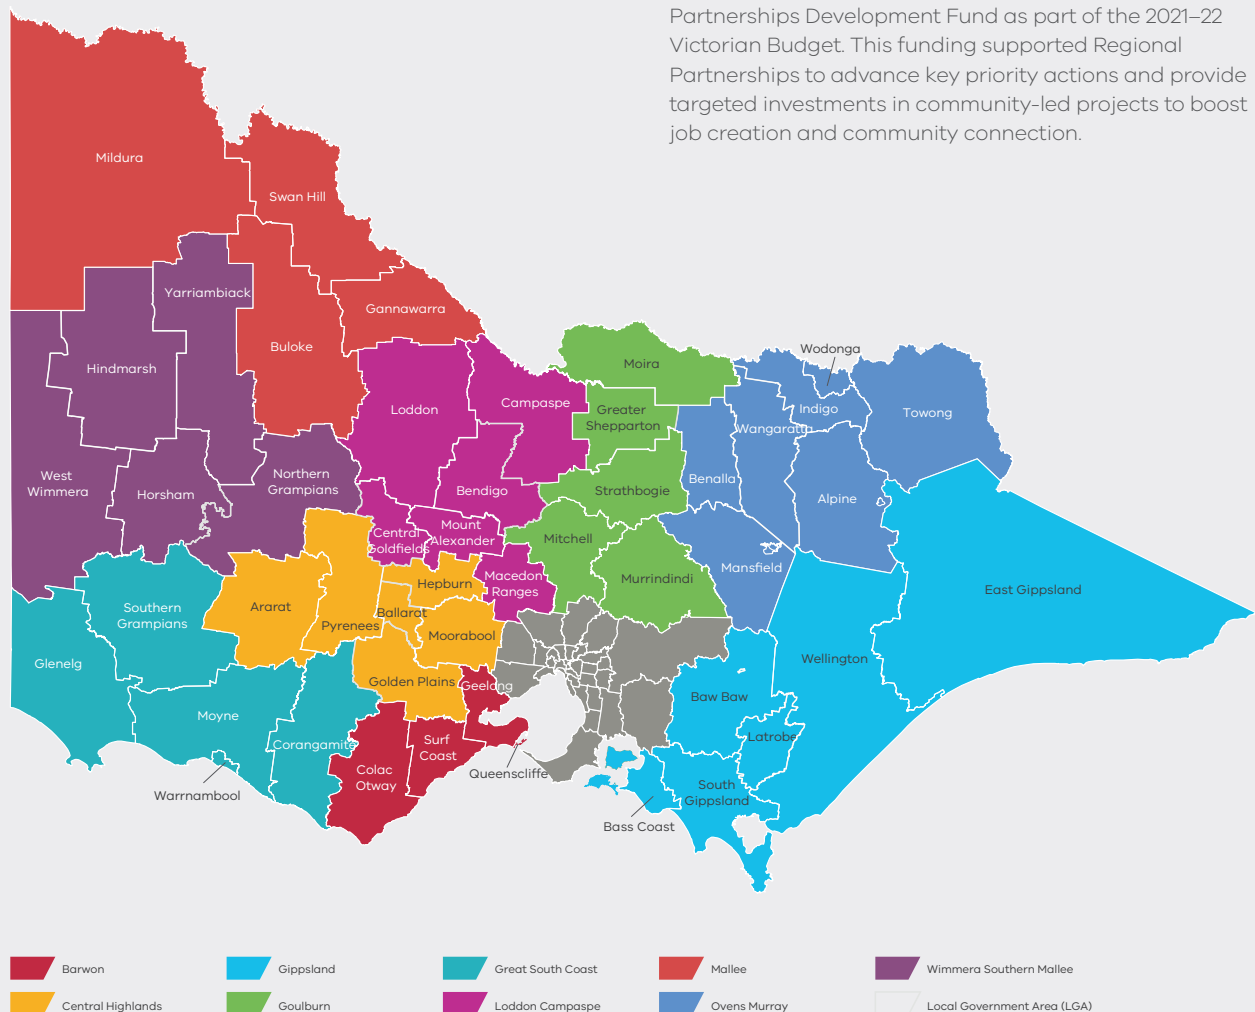 Partnerships Development Fund as part of the 2021–22
Victorian Budget. This funding supported Regional
Partnerships to advance key priority actions and provide
targeted investments in community-led projects to boost
job creation and community connection.
Mildura
Swan Hill
Yarriambiack
Gannawarra
Buloke
Hindmarsh
Wodonga
Moira
Loddon
Campaspe
Greater
Shepparton
Indigo
Wangaratta
Towong
West
Wimmera
Horsham
Northern
Grampians
Bendigo
Strathbogie
Benalla
Alpine
Central
Goldfields
Mount
Alexander
Mitchell
Mansfield
Macedon
Ranges
Murrindindi
Hepburn
East Gippsland
Southern
Grampians
Ararat
Pyrenees
Ballarat
Moorabool
Glenelg
Wellington
Golden Plains
Geelong
Baw Baw
Moyne
Corangamite
Surf
Coast
Latrobe
Colac
Otway
Queenscliffe
Warrnambool
South
Gippsland
Bass Coast
Barwon
Gippsland
Great South Coast
Mallee
Wimmera Southern Mallee
Central Highlands
Goulburn
Loddon Campaspe
Ovens Murray
Local Government Area (LGA)